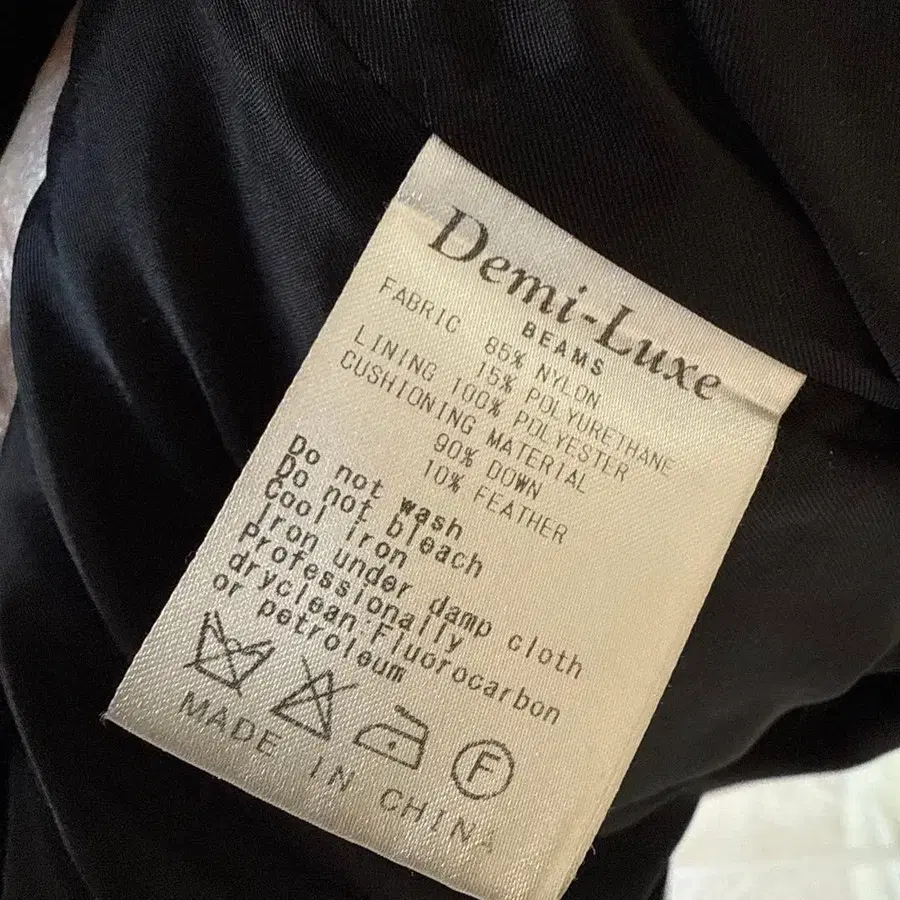 Demi-Luxe
BEAMS
FABRIC 85% NYLON
15% POLYURETHANE
LINING 100% POLYESTER
CUSHIONING MATERIAL
90% DOWN
10% FEATHER
Do not wash
Do not bleach
Cool iron
Iron under damp cloth
Professionally
dryclean:Fluorocarbon
or petroleum
F
MADE IN CHINA